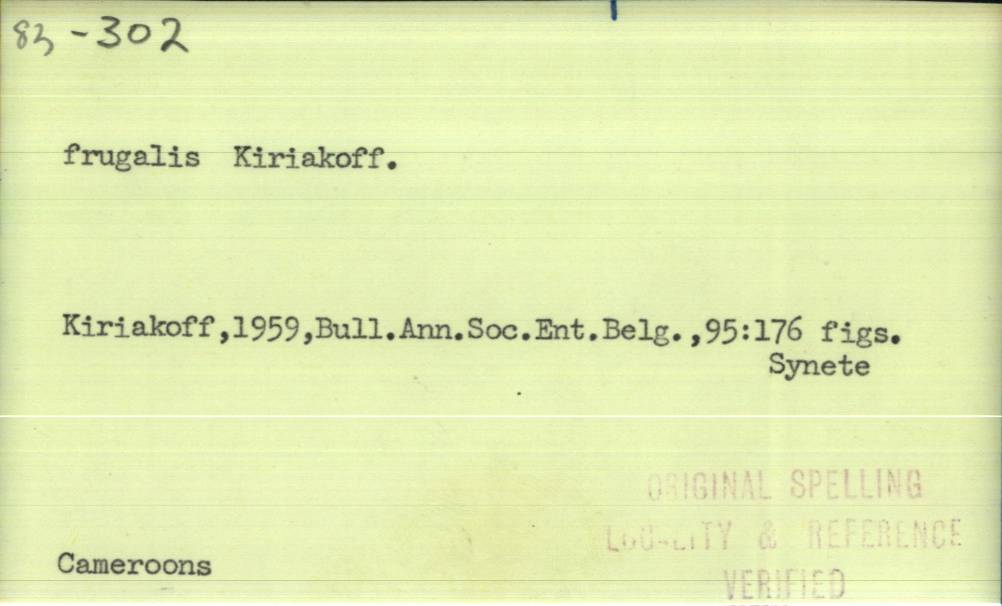 83-302
frugalis Kiriakoff.
Kiriakoff,1959,Bull.Ann.Soc.Ent.Belg.,95:176 figs.
Synete
ORIGINAL SPELLING
LOCALITY & REFERENCE
Cameroons
VERIFIED